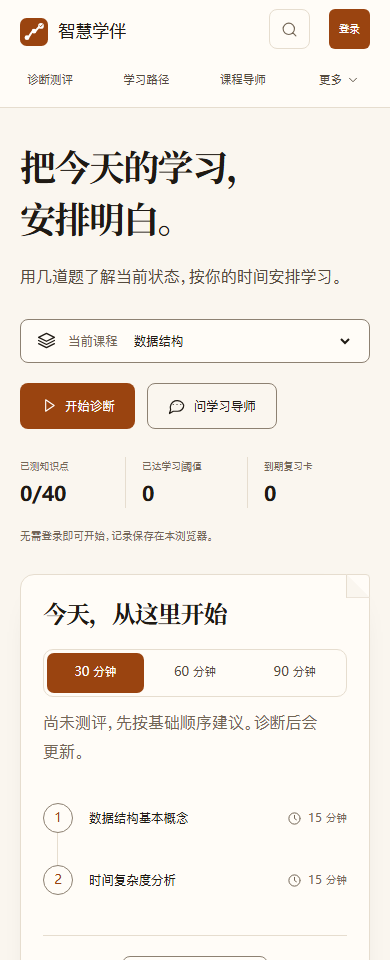 智慧学伴
登录
诊断测评 学习路径 课程导师 更多
把今天的学习，
安排明白。
用几道题了解当前状态，按你的时间安排学习。
当前课程 数据结构
开始诊断 问学习导师
已测知识点 已达学习阈值 到期复习卡
0/40 0 0
无需登录即可开始，记录保存在本浏览器。
今天，从这里开始
30 分钟 60 分钟 90 分钟
尚未测评，先按基础顺序建议。诊断后会
更新。
1 数据结构基本概念 15 分钟
2 时间复杂度分析 15 分钟